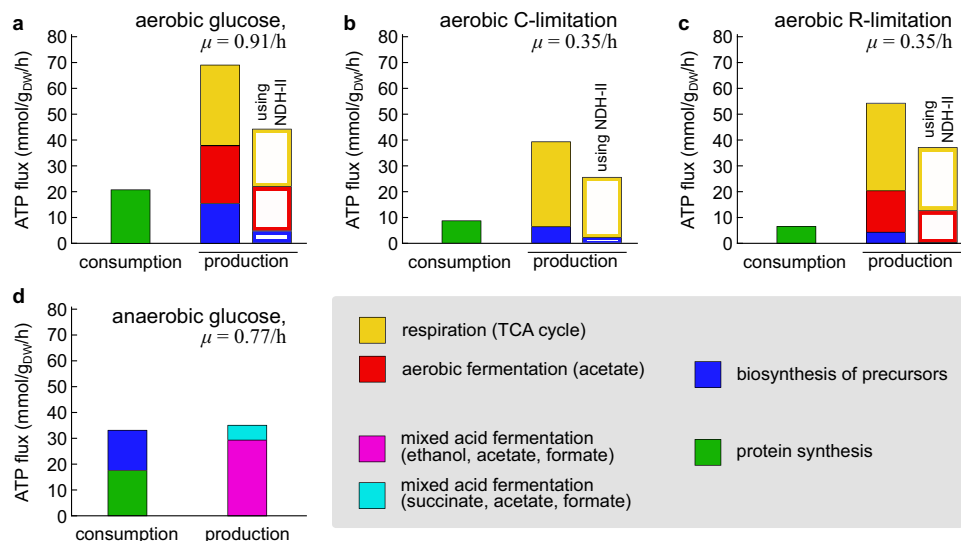 a
aerobic glucose,
μ = 0.91/h
ATP flux (mmol/gDW/h)
80
70
60
50
40
30
20
10
0
using
NDH-II
consumption
production
b
aerobic C-limitation
μ = 0.35/h
ATP flux (mmol/gDW/h)
80
70
60
50
40
30
20
10
0
using NDH-II
consumption
production
c
aerobic R-limitation
μ = 0.35/h
ATP flux (mmol/gDW/h)
80
70
60
50
40
30
20
10
0
using
NDH-II
consumption
production
d
anaerobic glucose,
μ = 0.77/h
ATP flux (mmol/gDW/h)
80
70
60
50
40
30
20
10
0
consumption
production
respiration (TCA cycle)
aerobic fermentation (acetate)
mixed acid fermentation
(ethanol, acetate, formate)
mixed acid fermentation
(succinate, acetate, formate)
biosynthesis of precursors
protein synthesis